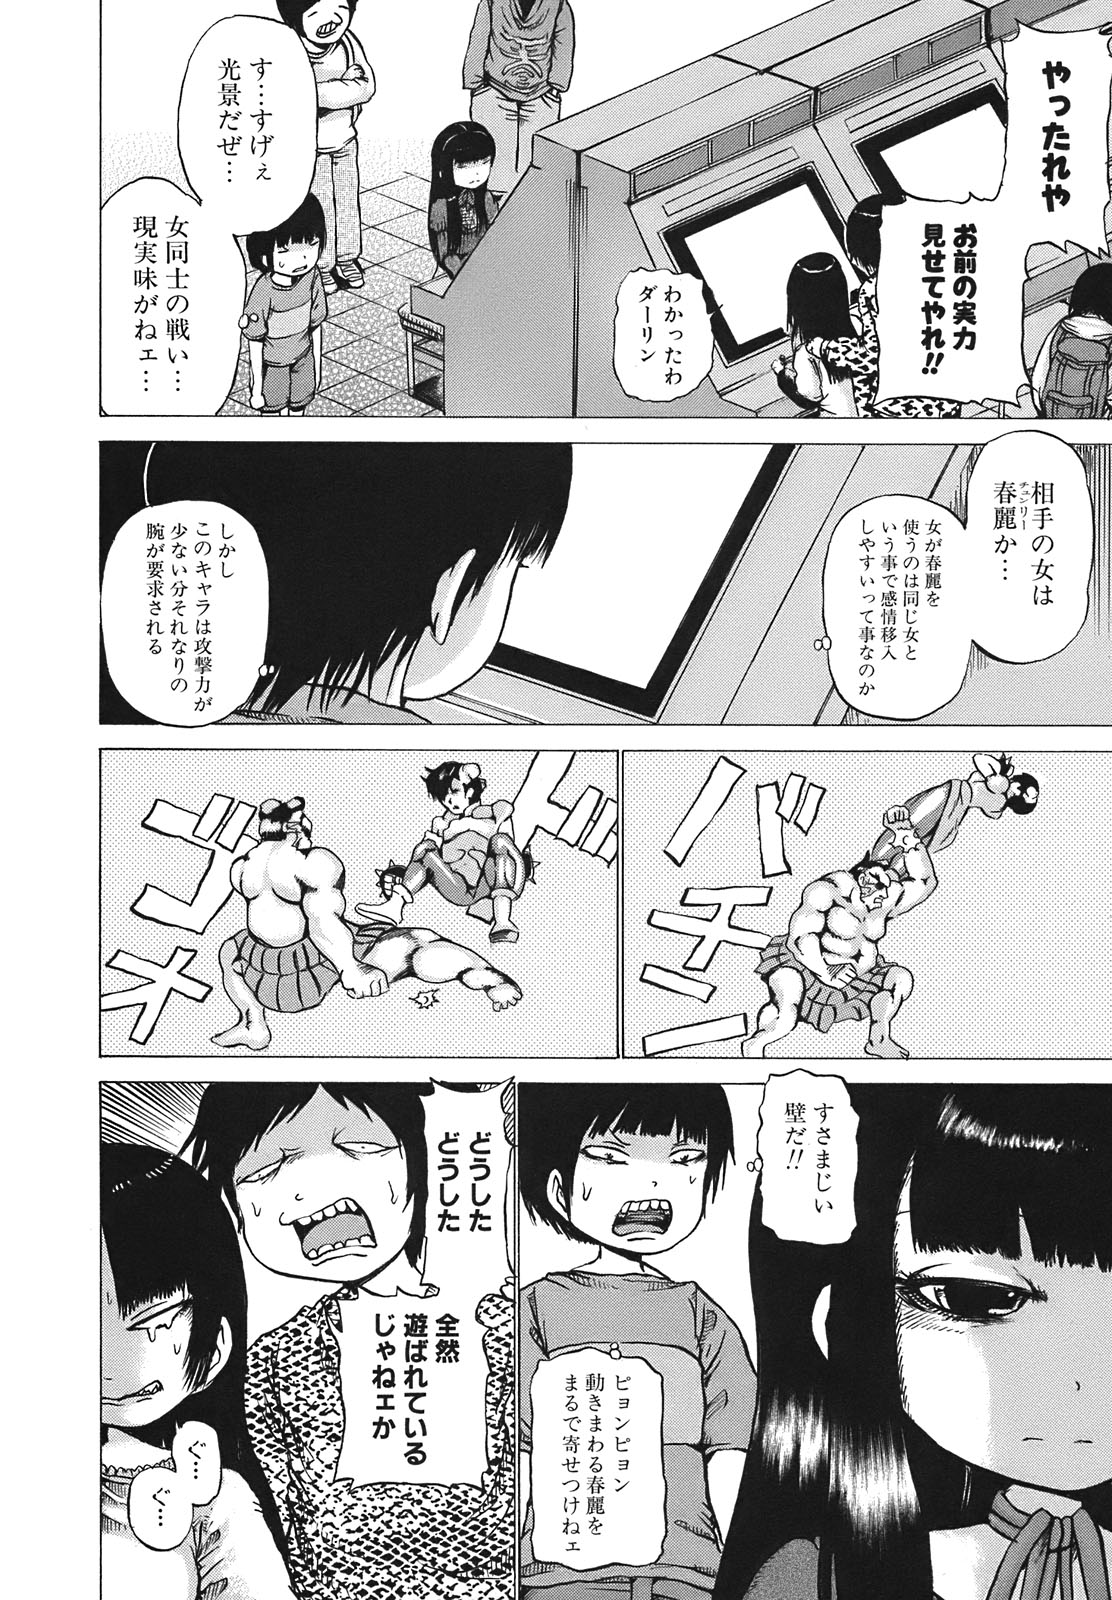 やったれや
お前の実力
見せてやれ!!
わかったわ
ダーリン
す…すげぇ
光景だぜ…
女同士の戦い…
現実味がねェ…
相手の女は
春麗か…
チュンリー
女が春麗を
使うのは同じ女と
いう事で感情移入
しやすいって事なのか
しかし
このキャラは攻撃力が
少ない分それなりの
腕が要求される
バチン
ドゴォ
すさまじい
壁だ!!
ピョンピョン
動きまわる春麗を
まるで寄せつけねェ
どうした
どうした
全然
遊ばれている
じゃねェか
ぐ…
ぐ…